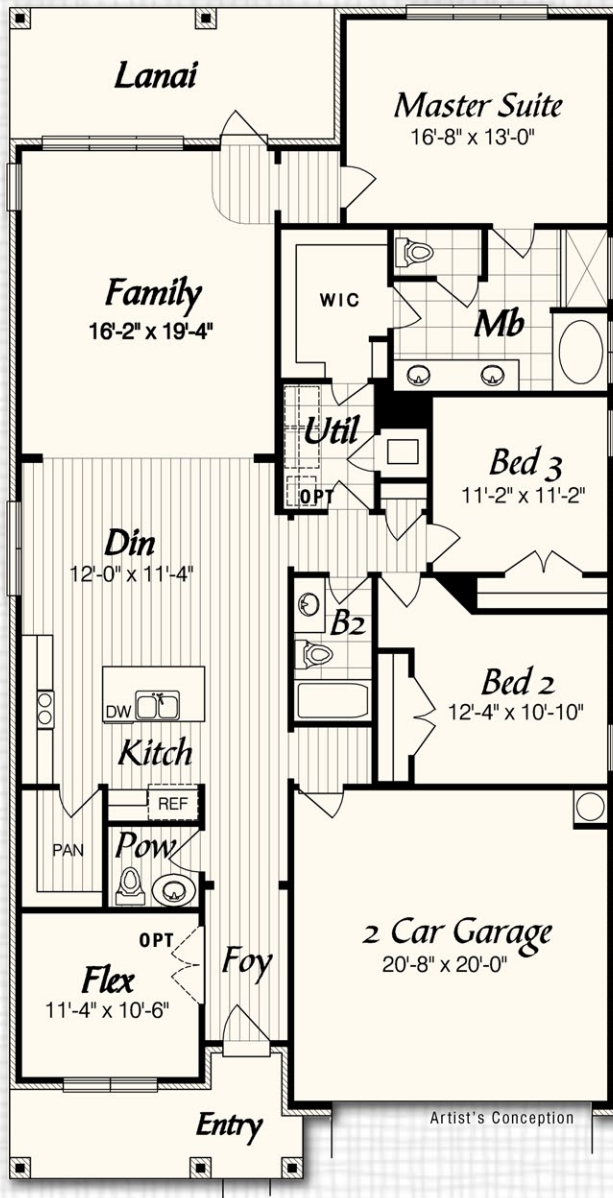 Lanai
Master Suite
16'-8" x 13'-0"
Family
16'-2" x 19'-4"
WIC
Mb
Util
OPT
Bed 3
11'-2" x 11'-2"
Din
12'-0" x 11'-4"
B2
Bed 2
12'-4" x 10'-10"
DW
Kitch
REF
PAN
Pow
2 Car Garage
20'-8" x 20'-0"
OPT
Foy
Flex
11'-4" x 10'-6"
Entry
Artist's Conception